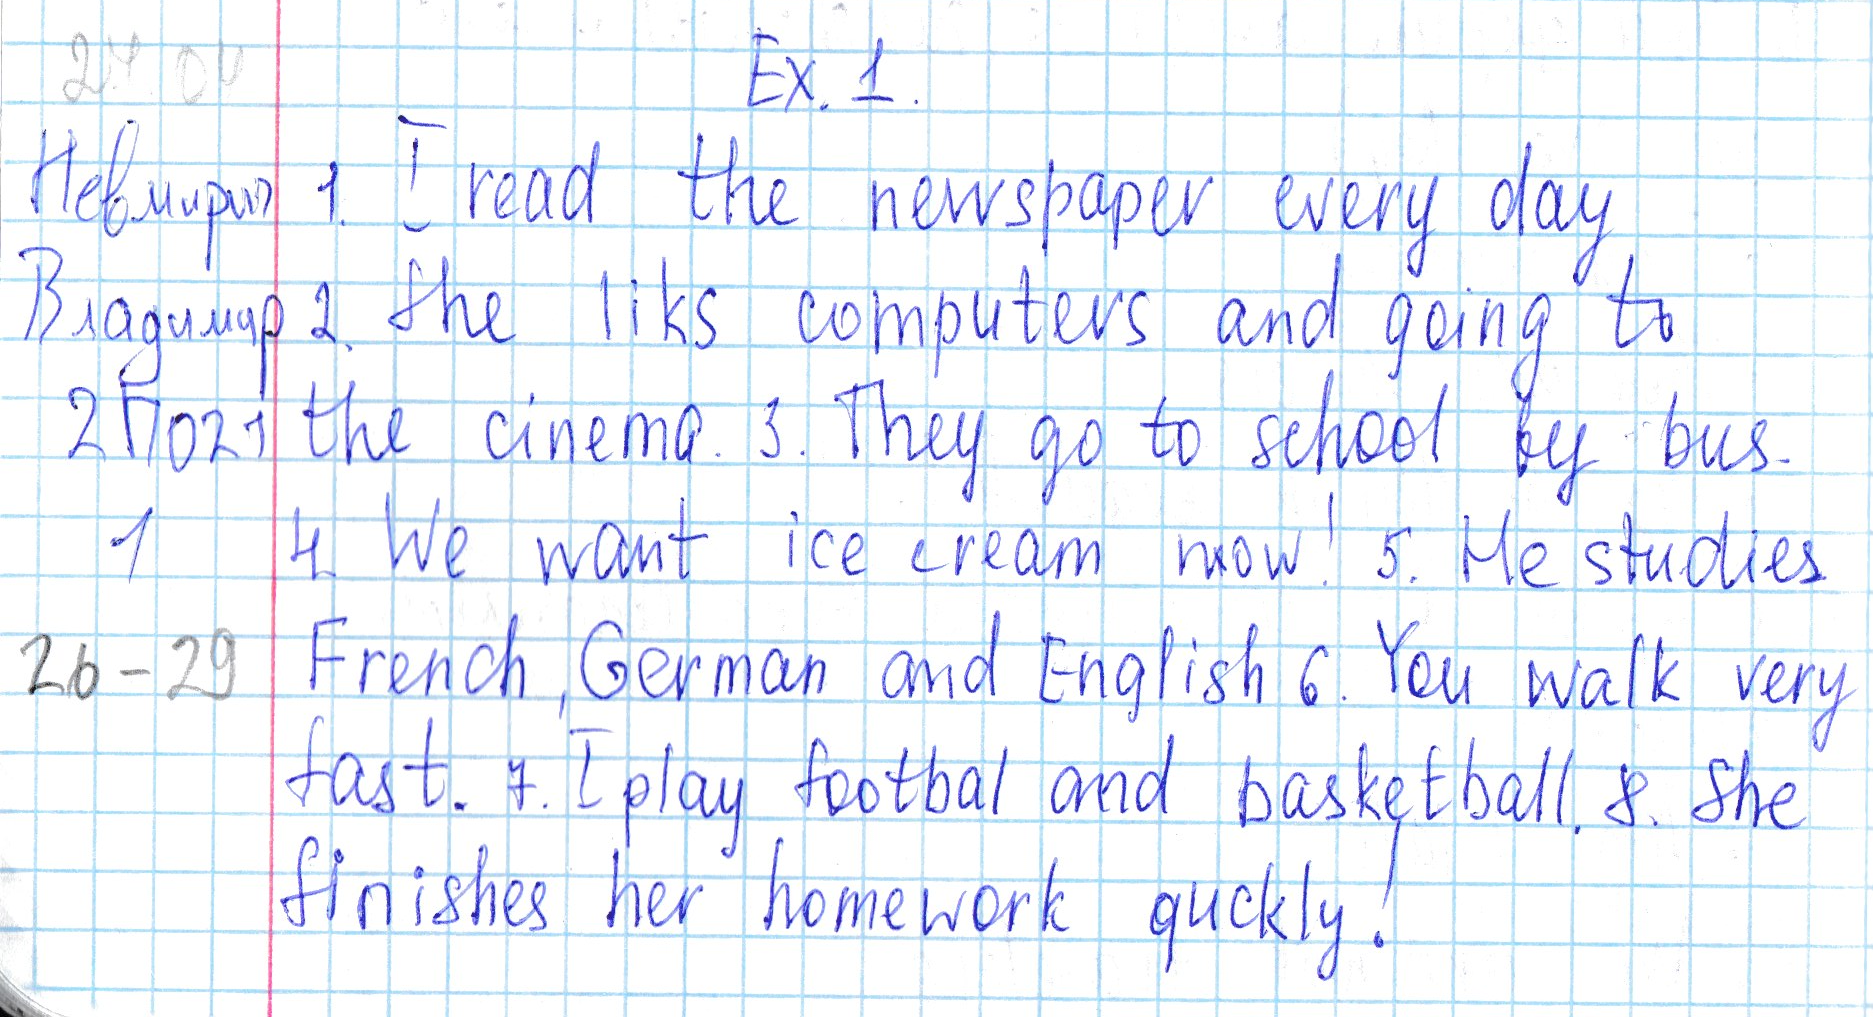 24.04
Ex. 1.
Невмирич 1. I read the newspaper every day
Владимир 2. She liks computers and going to
2П021 the cinema. 3. They go to school by bus.
1 4. We want ice cream now! 5. He studies
26-29 French, German and English 6. You walk very
fast. 7. I play footbal and basketball. 8. She
finishes her homework quckly!